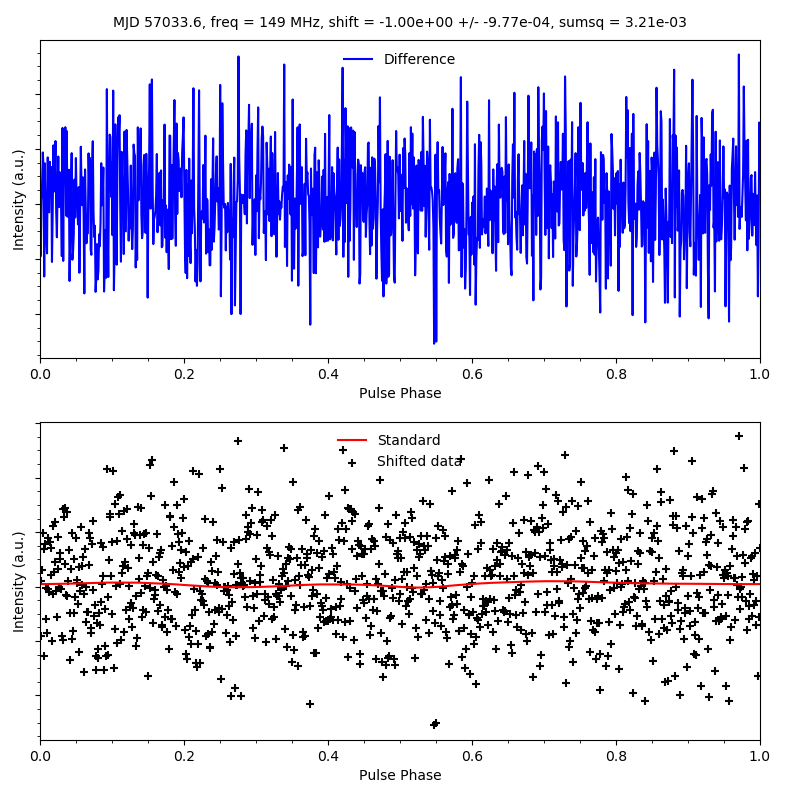 MJD 57033.6, freq = 149 MHz, shift = -1.00e+00 +/- -9.77e-04, sumsq = 3.21e-03
Difference
Intensity (a.u.)
0.0 0.2 0.4 0.6 0.8 1.0
Pulse Phase
Standard
Shifted data
Intensity (a.u.)
0.0 0.2 0.4 0.6 0.8 1.0
Pulse Phase